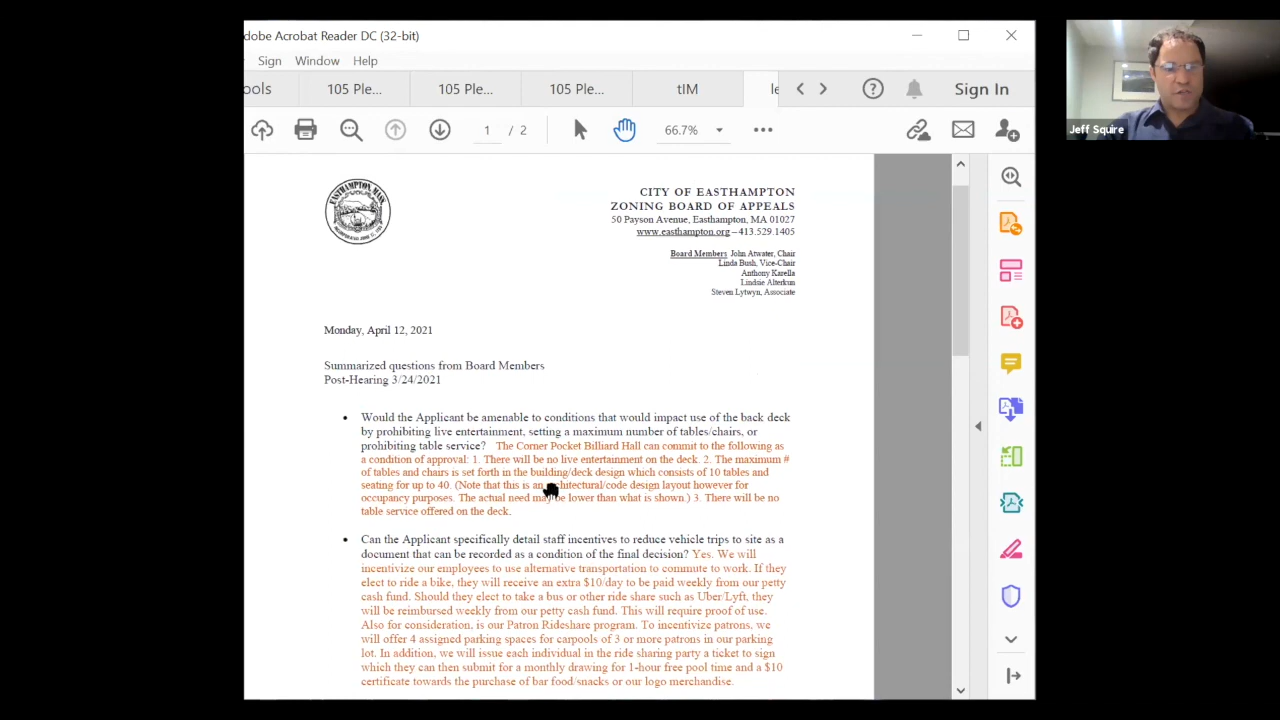 dobe Acrobat Reader DC (32-bit)
Sign Window Help
ools 105 Ple... 105 Ple... 105 Ple... tIM le
1 / 2 66.7% Sign In
Jeff Squire
EASTHAMPTON MASS
CITY OF EASTHAMPTON
ZONING BOARD OF APPEALS
50 Payson Avenue, Easthampton, MA 01027
www.easthampton.org – 413.529.1405
Board Members John Atwater, Chair
Linda Bush, Vice-Chair
Anthony Karella
Lindsie Alterkun
Steven Lytwyn, Associate
Monday, April 12, 2021
Summarized questions from Board Members
Post-Hearing 3/24/2021
• Would the Applicant be amenable to conditions that would impact use of the back deck
by prohibiting live entertainment, setting a maximum number of tables/chairs, or
prohibiting table service? The Corner Pocket Billiard Hall can commit to the following as
a condition of approval: 1. There will be no live entertainment on the deck. 2. The maximum #
of tables and chairs is set forth in the building/deck design which consists of 10 tables and
seating for up to 40. (Note that this is an architectural/code design layout however for
occupancy purposes. The actual need may be lower than what is shown.) 3. There will be no
table service offered on the deck.
• Can the Applicant specifically detail staff incentives to reduce vehicle trips to site as a
document that can be recorded as a condition of the final decision? Yes. We will
incentivize our employees to use alternative transportation to commute to work. If they
elect to ride a bike, they will receive an extra $10/day to be paid weekly from our petty
cash fund. Should they elect to take a bus or other ride share such as Uber/Lyft, they
will be reimbursed weekly from our petty cash fund. This will require proof of use.
Also for consideration, is our Patron Rideshare program. To incentivize patrons, we
will offer 4 assigned parking spaces for carpools of 3 or more patrons in our parking
lot. In addition, we will issue each individual in the ride sharing party a ticket to sign
which they can then submit for a monthly drawing for 1-hour free pool time and a $10
certificate towards the purchase of bar food/snacks or our logo merchandise.